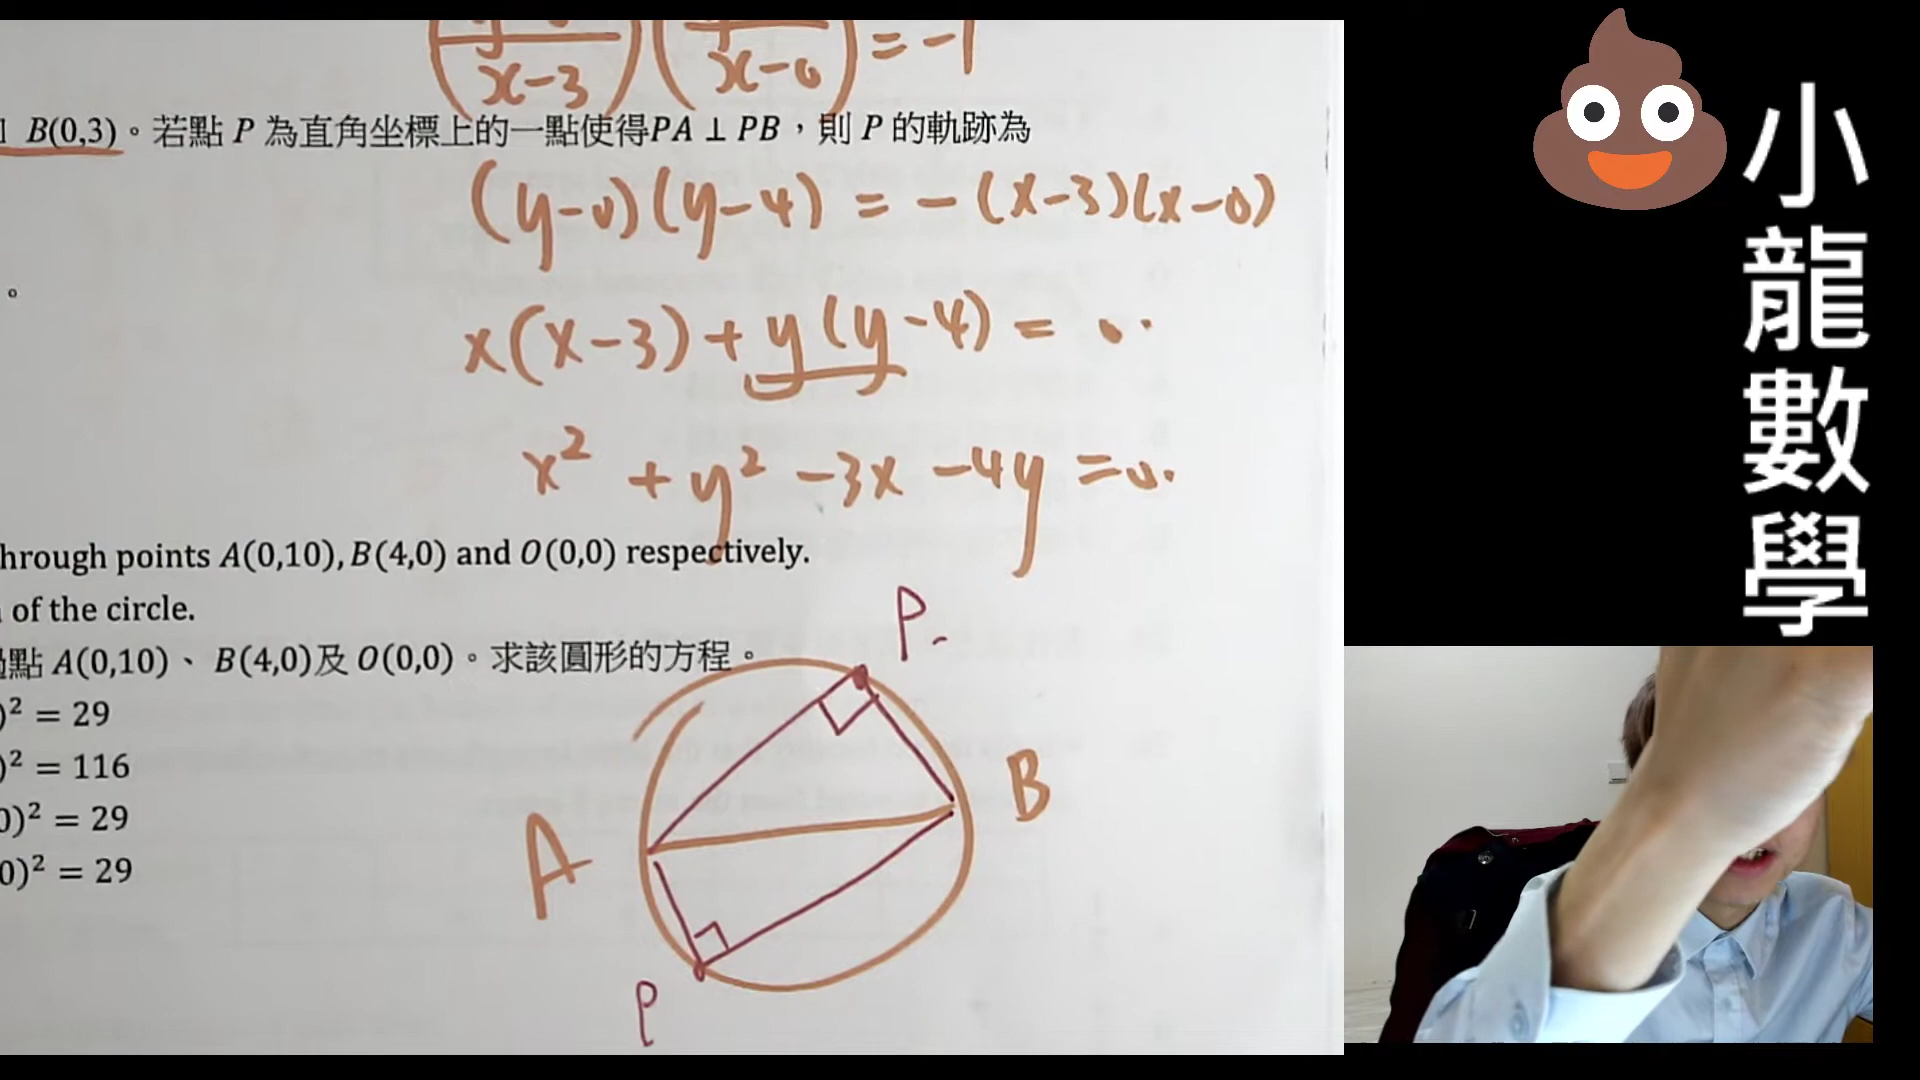 (x-3)(x-0)=-1
B(0,3)。若點 P 為直角坐標上的一點使得PA ⊥ PB，則 P 的軌跡為
(y-0)(y-4) = -(x-3)(x-0)
。
x(x-3)+y(y-4) = 0.
x² + y² -3x -4y =0.
hrough points A(0,10), B(4,0) and O(0,0) respectively.
of the circle.
點 A(0,10)、 B(4,0)及 O(0,0)。求該圓形的方程。
)² = 29
)² = 116
0)² = 29
0)² = 29
P.
B
A
P
小龍數學